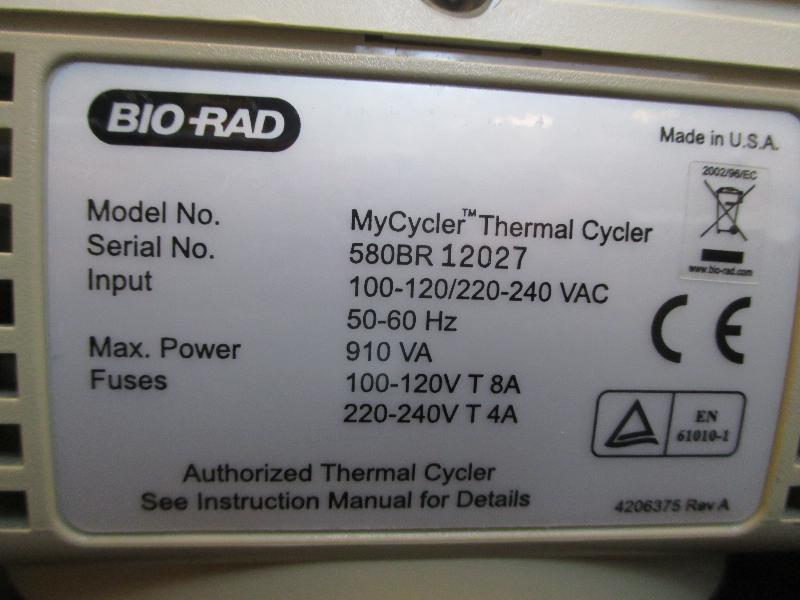 BIO-RAD
Made in U.S.A.
2002/96/EC
www.bio-rad.com
Model No. MyCycler™ Thermal Cycler
Serial No. 580BR 12027
Input 100-120/220-240 VAC
50-60 Hz
Max. Power 910 VA
Fuses 100-120V T 8A
220-240V T 4A
CE
EN
61010-1
Authorized Thermal Cycler
See Instruction Manual for Details
4206375 Rev A